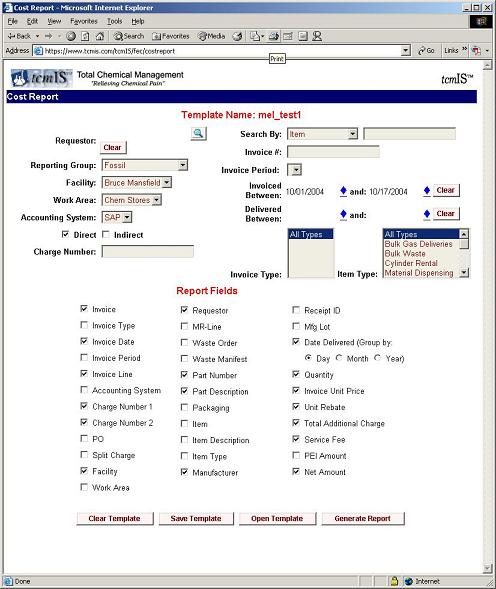 Cost Report - Microsoft Internet Explorer
File Edit View Favorites Tools Help
Back Search Favorites Media
Address https://www.tcmis.com/tcmIS/fec/costreport Go Links »
Print
tcmIS™ Total Chemical Management tcmIS™
"Relieving Chemical Pain"
Cost Report
Template Name: mel_test1
Requestor: Clear
Search By: Item
Invoice #:
Reporting Group: Fossil
Invoice Period:
Facility: Bruce Mansfield
Invoiced Between: 10/01/2004 and: 10/17/2004 Clear
Work Area: Chem Stores
Delivered Between: and: Clear
Accounting System: SAP
Direct Indirect
Charge Number:
Invoice Type: All Types
Item Type: All Types
Bulk Gas Deliveries
Bulk Waste
Cylinder Rental
Material Dispensing
Report Fields
Invoice Requestor Receipt ID
Invoice Type MR-Line Mfg Lot
Invoice Date Waste Order Date Delivered (Group by:
Invoice Period Waste Manifest Day Month Year)
Invoice Line Part Number Quantity
Accounting System Part Description Invoice Unit Price
Charge Number 1 Packaging Unit Rebate
Charge Number 2 Item Total Additional Charge
PO Item Description Service Fee
Split Charge Item Type PEI Amount
Facility Manufacturer Net Amount
Work Area
Clear Template Save Template Open Template Generate Report
Done Internet